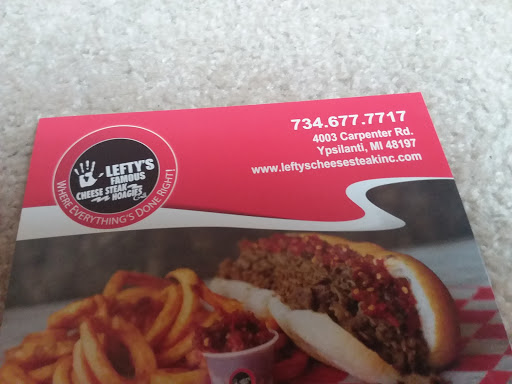 734.677.7717
4003 Carpenter Rd.
Ypsilanti, MI 48197
www.leftyscheesesteakinc.com
LEFTY'S
FAMOUS
CHEESE STEAK
HOAGIES
WHERE EVERYTHING'S DONE RIGHT!